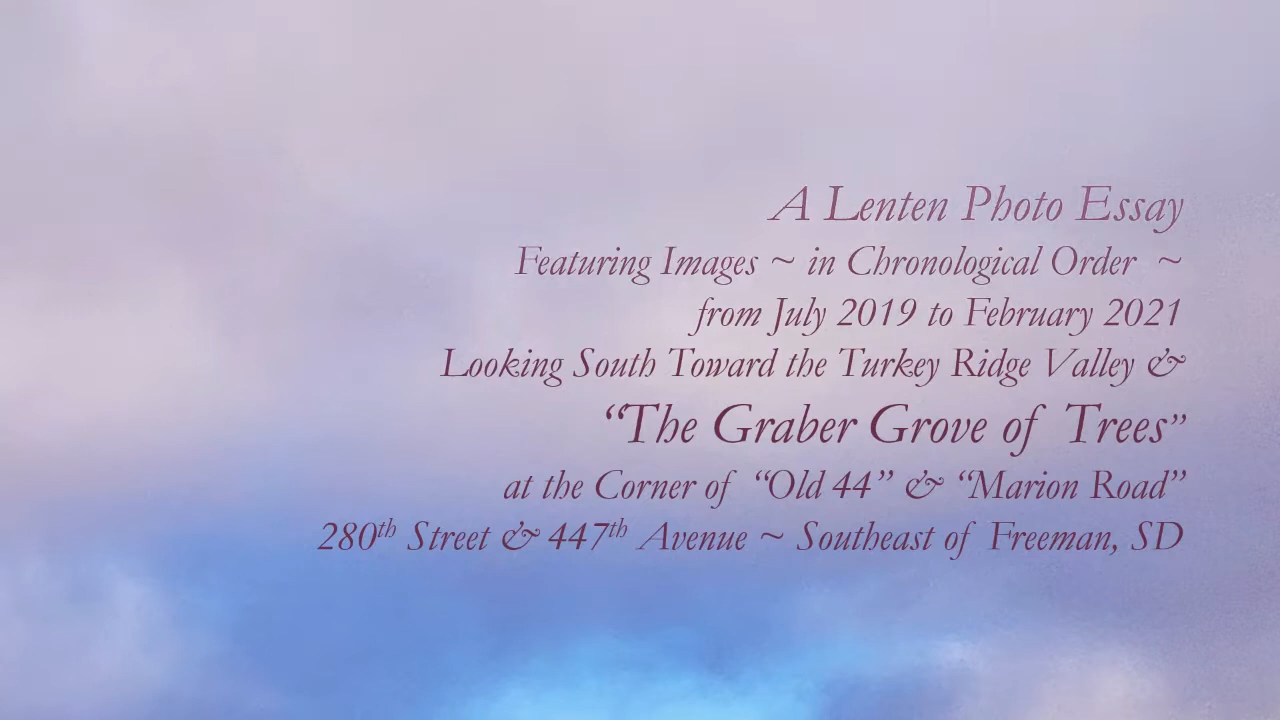 A Lenten Photo Essay
Featuring Images ~ in Chronological Order ~
from July 2019 to February 2021
Looking South Toward the Turkey Ridge Valley &
“The Graber Grove of Trees”
at the Corner of “Old 44” & “Marion Road”
280th Street & 447th Avenue ~ Southeast of Freeman, SD